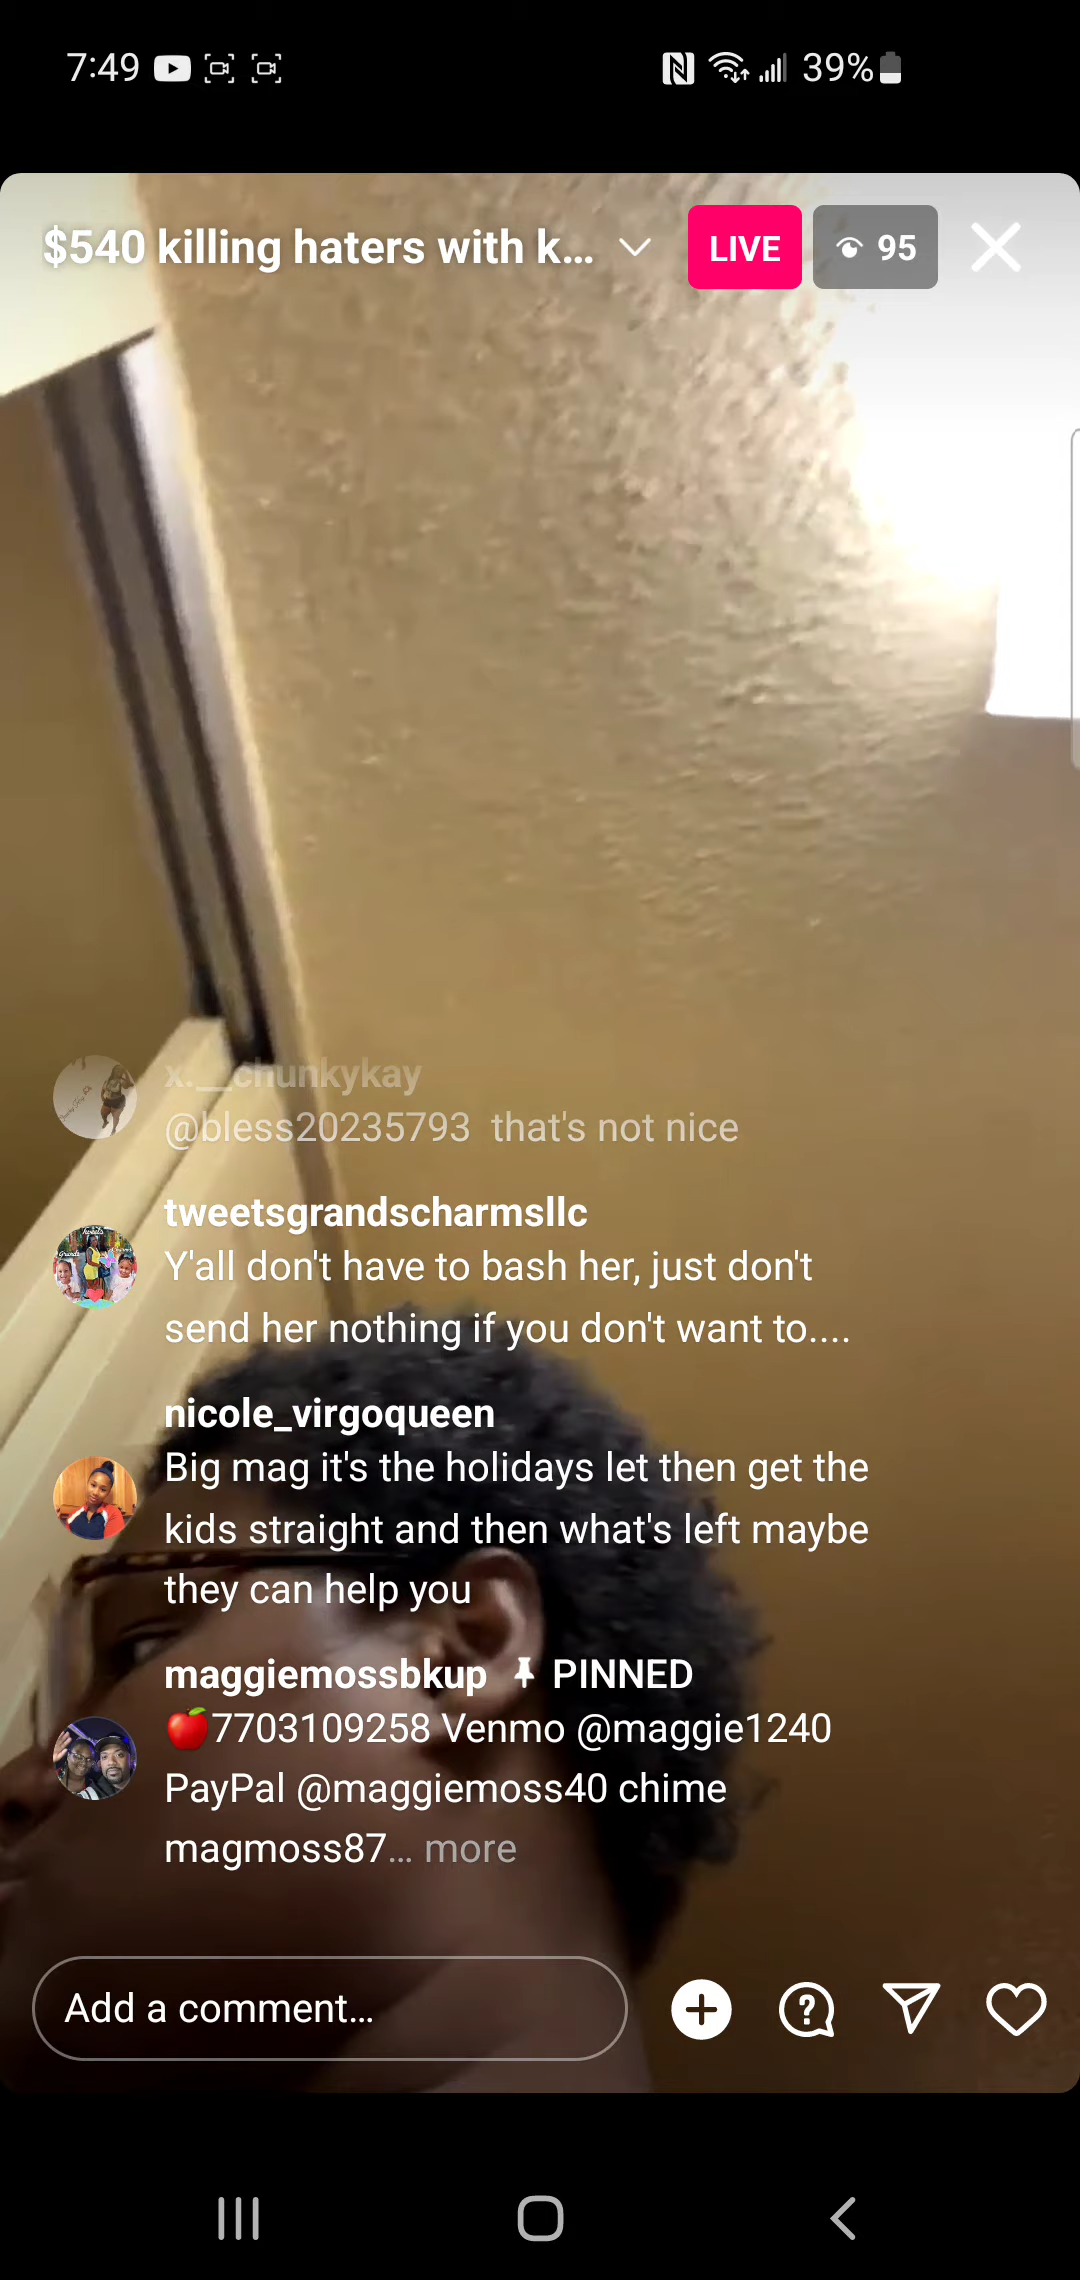 7:49
39%
$540 killing haters with k...
LIVE
95
x.__chunkykay
@bless20235793 that's not nice
tweetsgrandscharmsllc
Y'all don't have to bash her, just don't
send her nothing if you don't want to....
nicole_virgoqueen
Big mag it's the holidays let then get the
kids straight and then what's left maybe
they can help you
maggiemossbkup PINNED
🍎7703109258 Venmo @maggie1240
PayPal @maggiemoss40 chime
magmoss87... more
Add a comment...